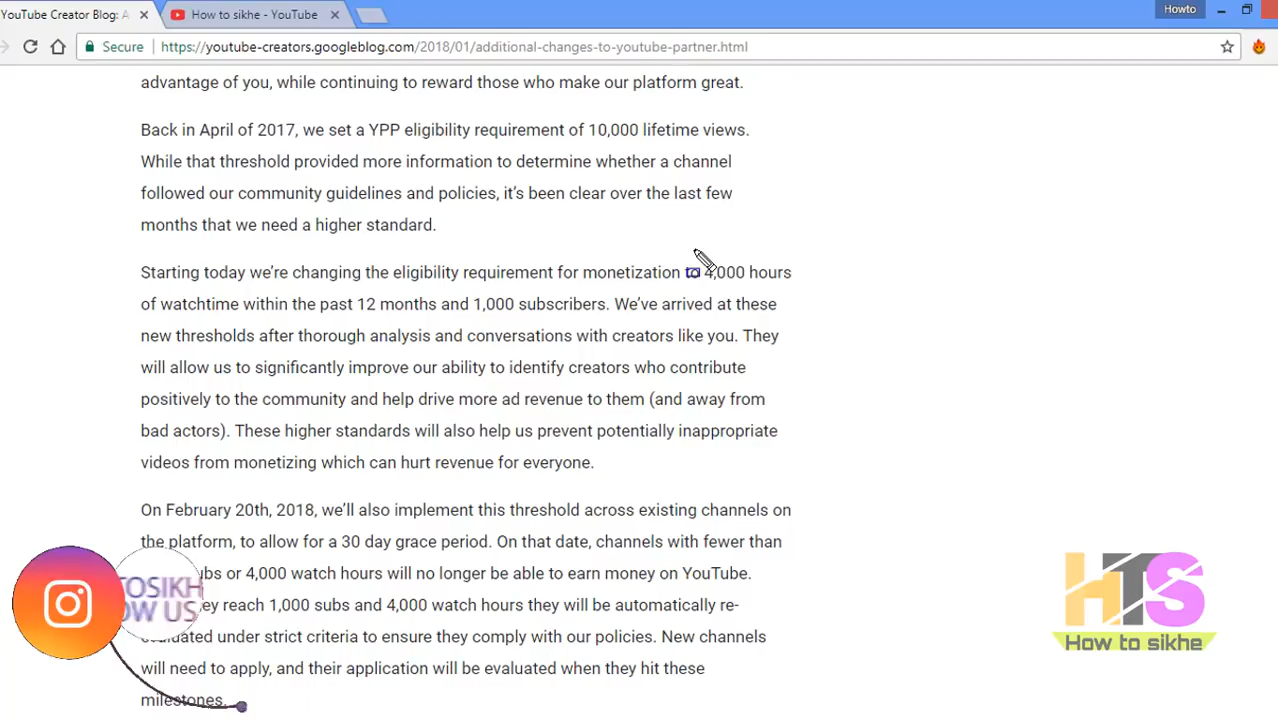 YouTube Creator Blog: A
How to sikhe - YouTube
Howto
Secure
https://youtube-creators.googleblog.com/2018/01/additional-changes-to-youtube-partner.html
advantage of you, while continuing to reward those who make our platform great.
Back in April of 2017, we set a YPP eligibility requirement of 10,000 lifetime views.
While that threshold provided more information to determine whether a channel
followed our community guidelines and policies, it's been clear over the last few
months that we need a higher standard.
Starting today we're changing the eligibility requirement for monetization to 4,000 hours
of watchtime within the past 12 months and 1,000 subscribers. We've arrived at these
new thresholds after thorough analysis and conversations with creators like you. They
will allow us to significantly improve our ability to identify creators who contribute
positively to the community and help drive more ad revenue to them (and away from
bad actors). These higher standards will also help us prevent potentially inappropriate
videos from monetizing which can hurt revenue for everyone.
On February 20th, 2018, we'll also implement this threshold across existing channels on
the platform, to allow for a 30 day grace period. On that date, channels with fewer than
ubs or 4,000 watch hours will no longer be able to earn money on YouTube.
ey reach 1,000 subs and 4,000 watch hours they will be automatically re-
evaluated under strict criteria to ensure they comply with our policies. New channels
will need to apply, and their application will be evaluated when they hit these
milestones.
TOSIKH
OW US
HTS
How to sikhe